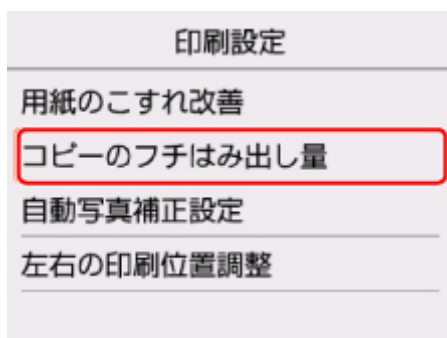 印刷設定
用紙のこすれ改善
コピーのフチはみ出し量
自動写真補正設定
左右の印刷位置調整